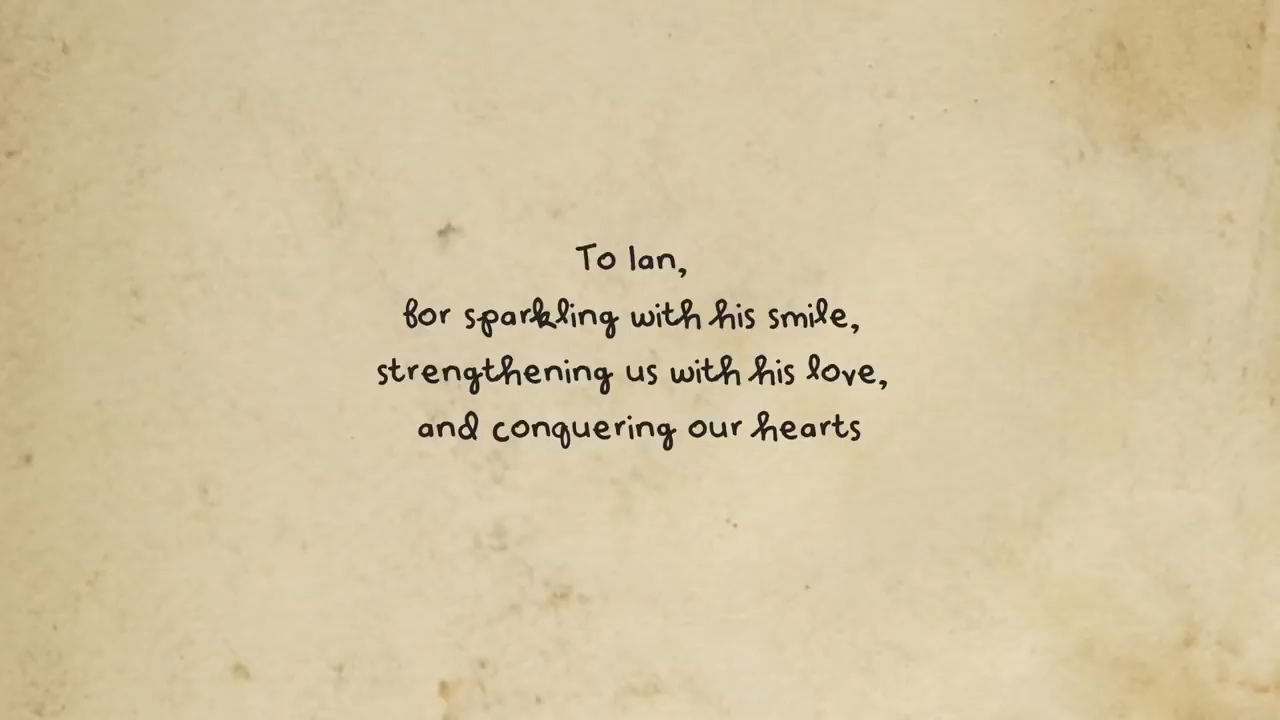 To Ian,
for sparkling with his smile,
strengthening us with his love,
and conquering our hearts